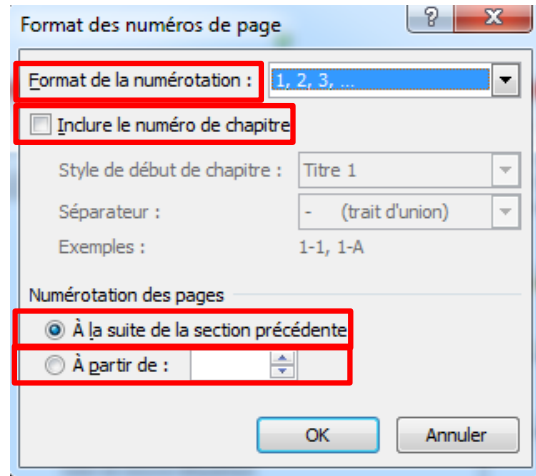 Format des numéros de page
Format de la numérotation : 1, 2, 3, ...
Inclure le numéro de chapitre
Style de début de chapitre : Titre 1
Séparateur : - (trait d'union)
Exemples : 1-1, 1-A
Numérotation des pages
À la suite de la section précédente
À partir de :
OK Annuler